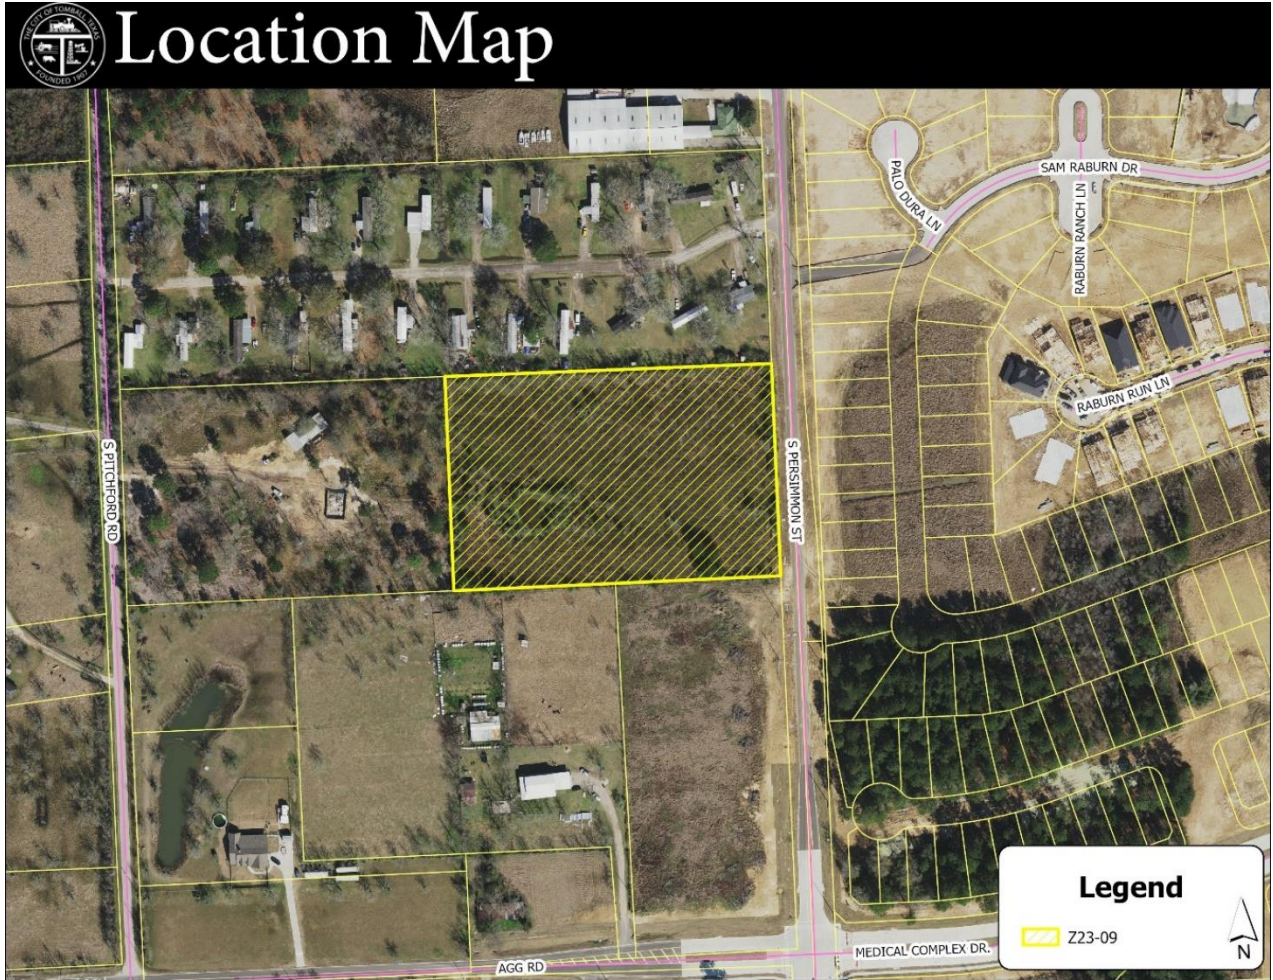 THE CITY OF TOMBALL, TEXAS
FOUNDED 1907
Location Map
SAM RABURN DR
PALO DURA LN
RABURN RANCH LN
RABURN RUN LN
S PITCHFORD RD
S PERSIMMON ST
Legend
Z23-09
N
MEDICAL COMPLEX DR.
AGG RD